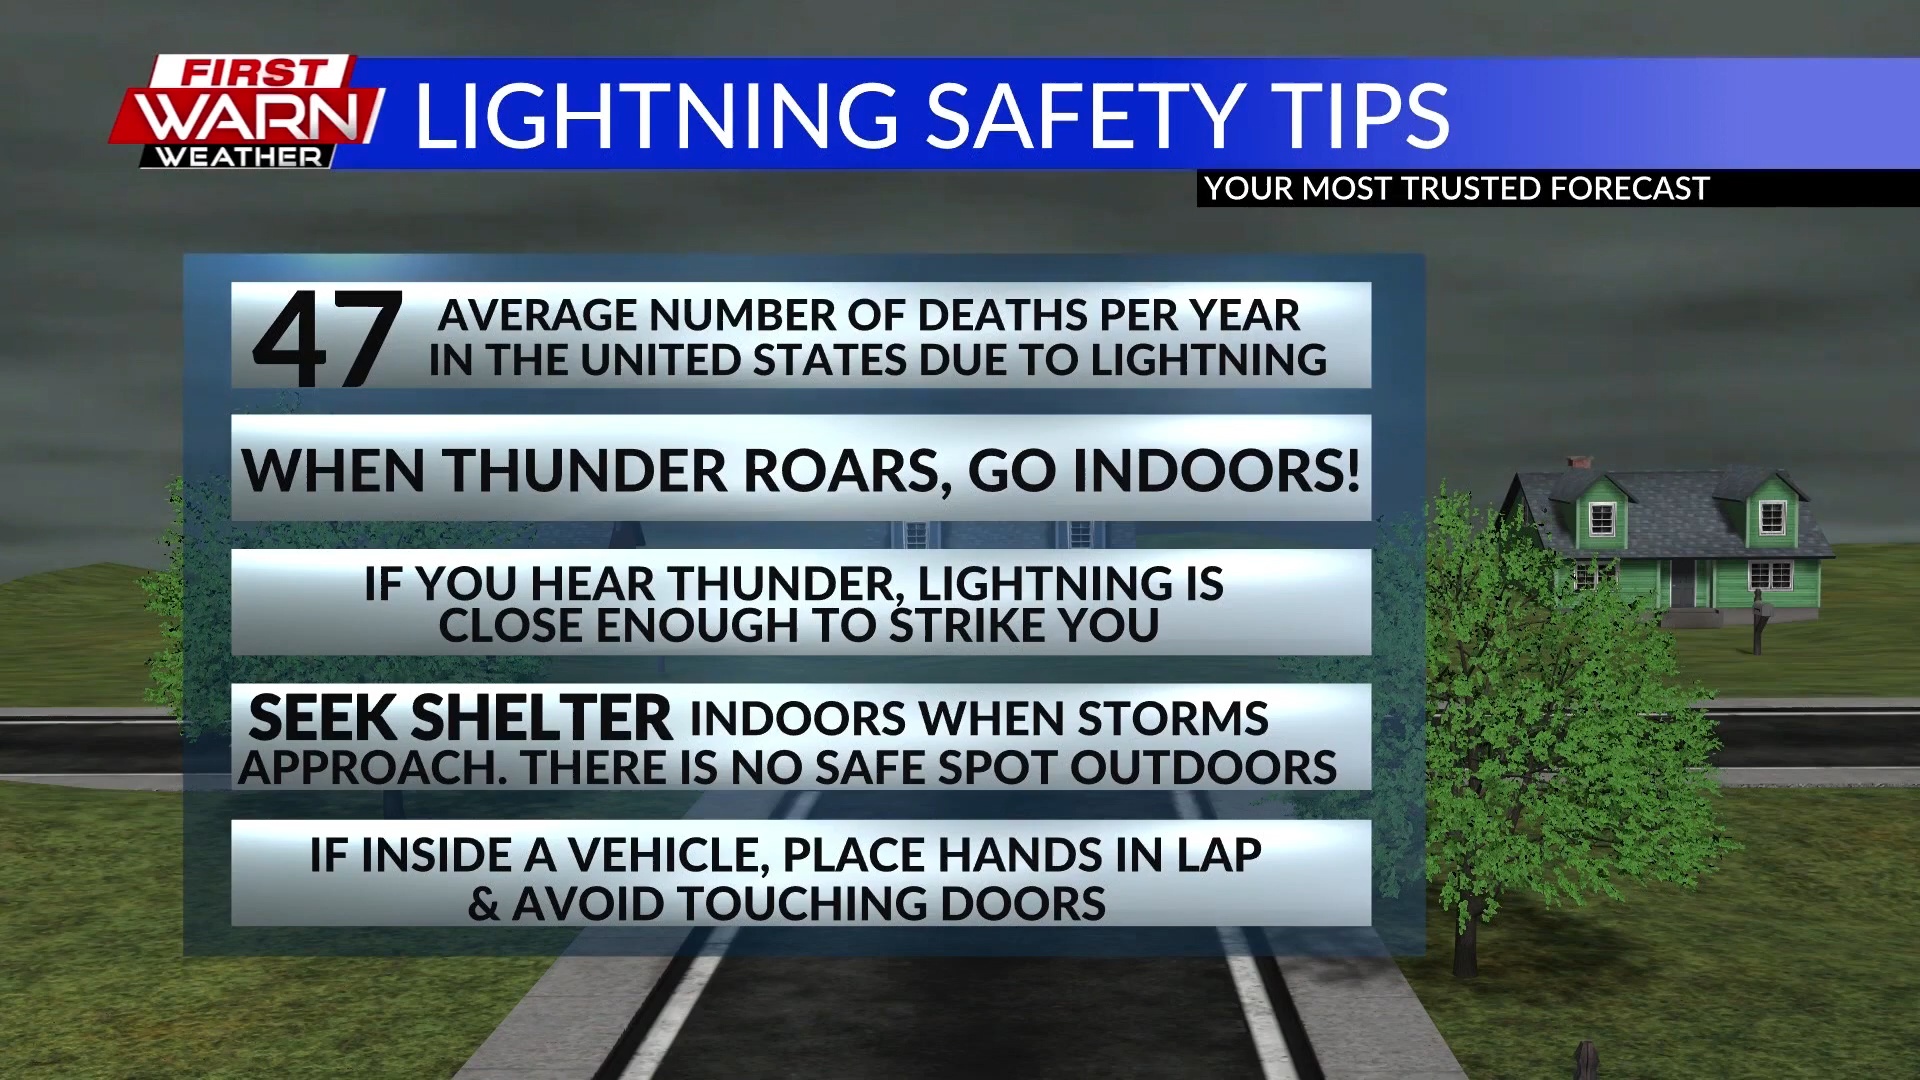 FIRST
WARN
WEATHER
LIGHTNING SAFETY TIPS
YOUR MOST TRUSTED FORECAST
47
AVERAGE NUMBER OF DEATHS PER YEAR
IN THE UNITED STATES DUE TO LIGHTNING
WHEN THUNDER ROARS, GO INDOORS!
IF YOU HEAR THUNDER, LIGHTNING IS
CLOSE ENOUGH TO STRIKE YOU
SEEK SHELTER INDOORS WHEN STORMS
APPROACH. THERE IS NO SAFE SPOT OUTDOORS
IF INSIDE A VEHICLE, PLACE HANDS IN LAP
& AVOID TOUCHING DOORS